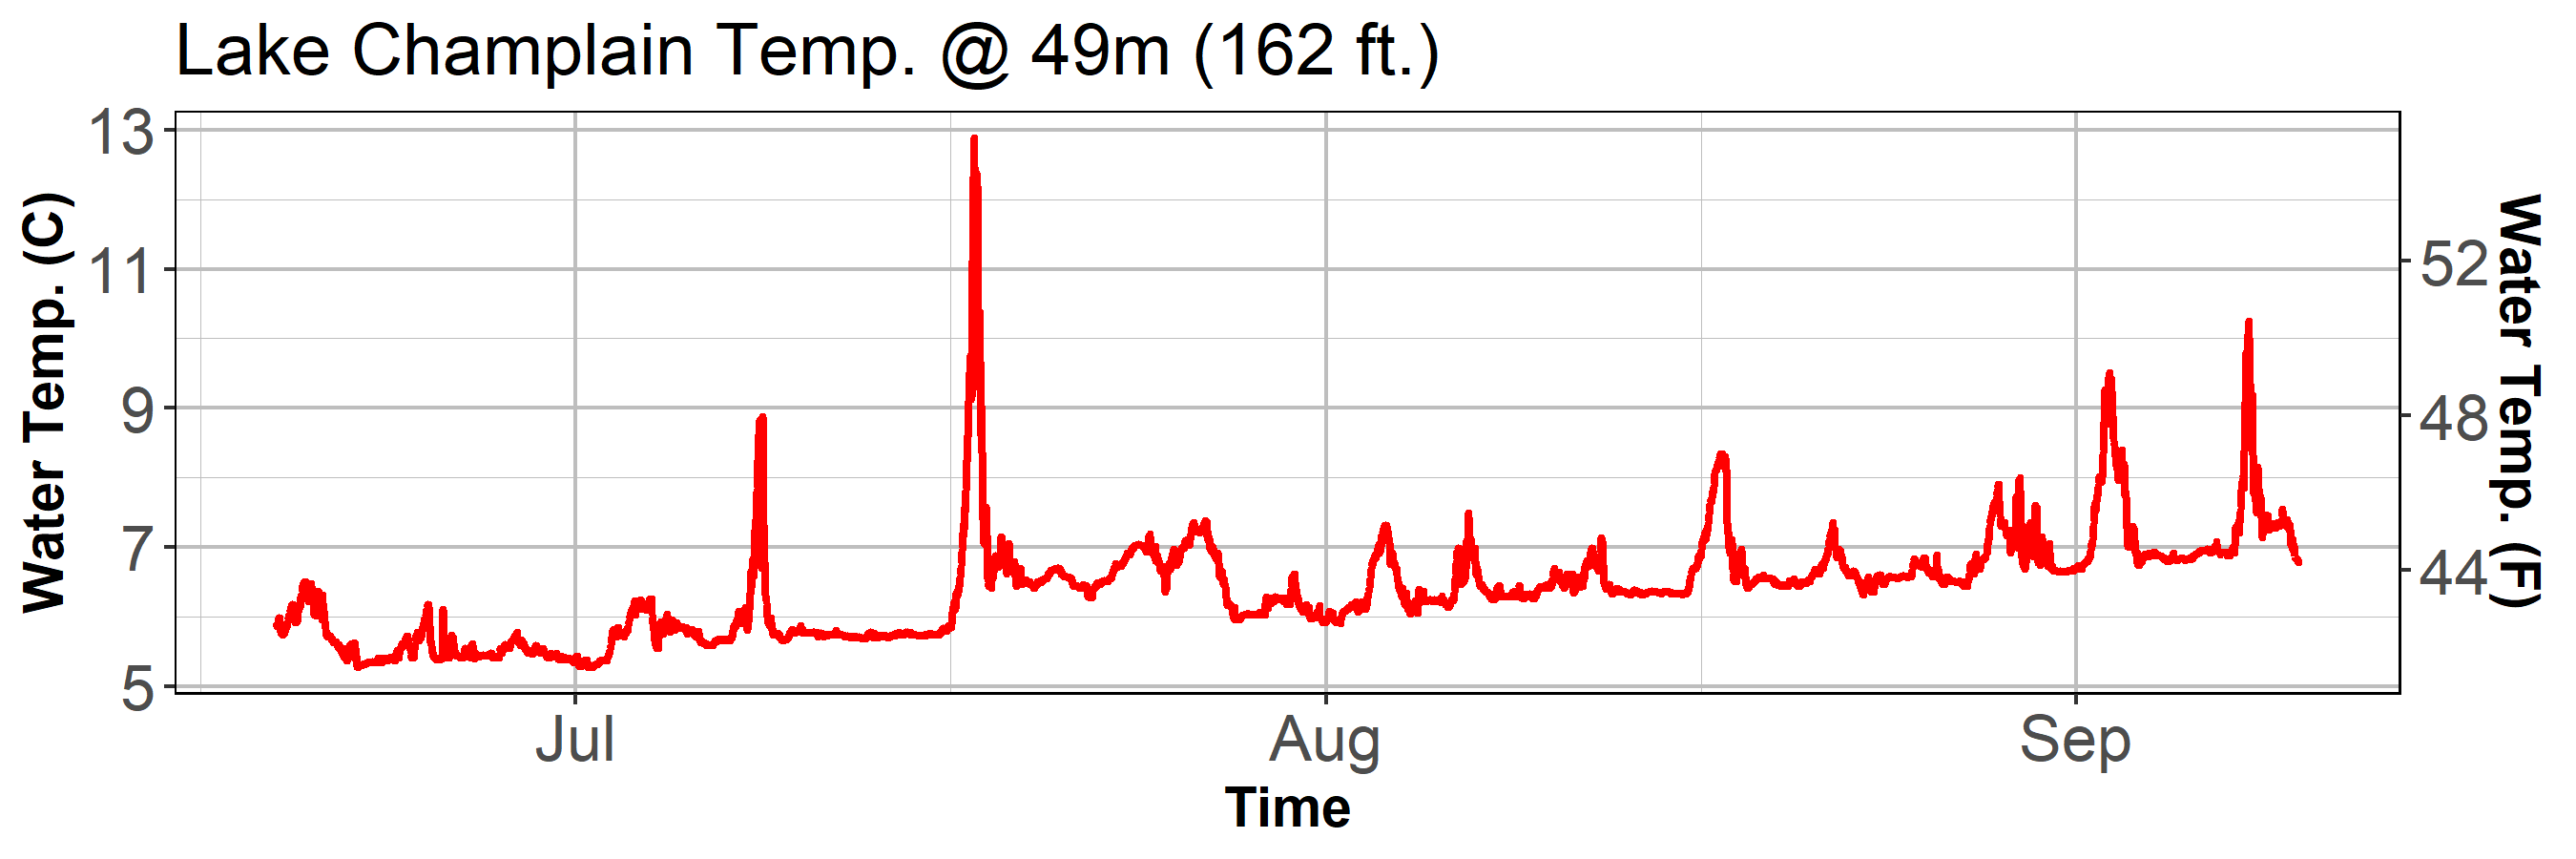 Lake Champlain Temp. @ 49m (162 ft.)
Water Temp. (C)
13
11
9
7
5
52
48
44
Water Temp. (F)
Jul
Aug
Sep
Time